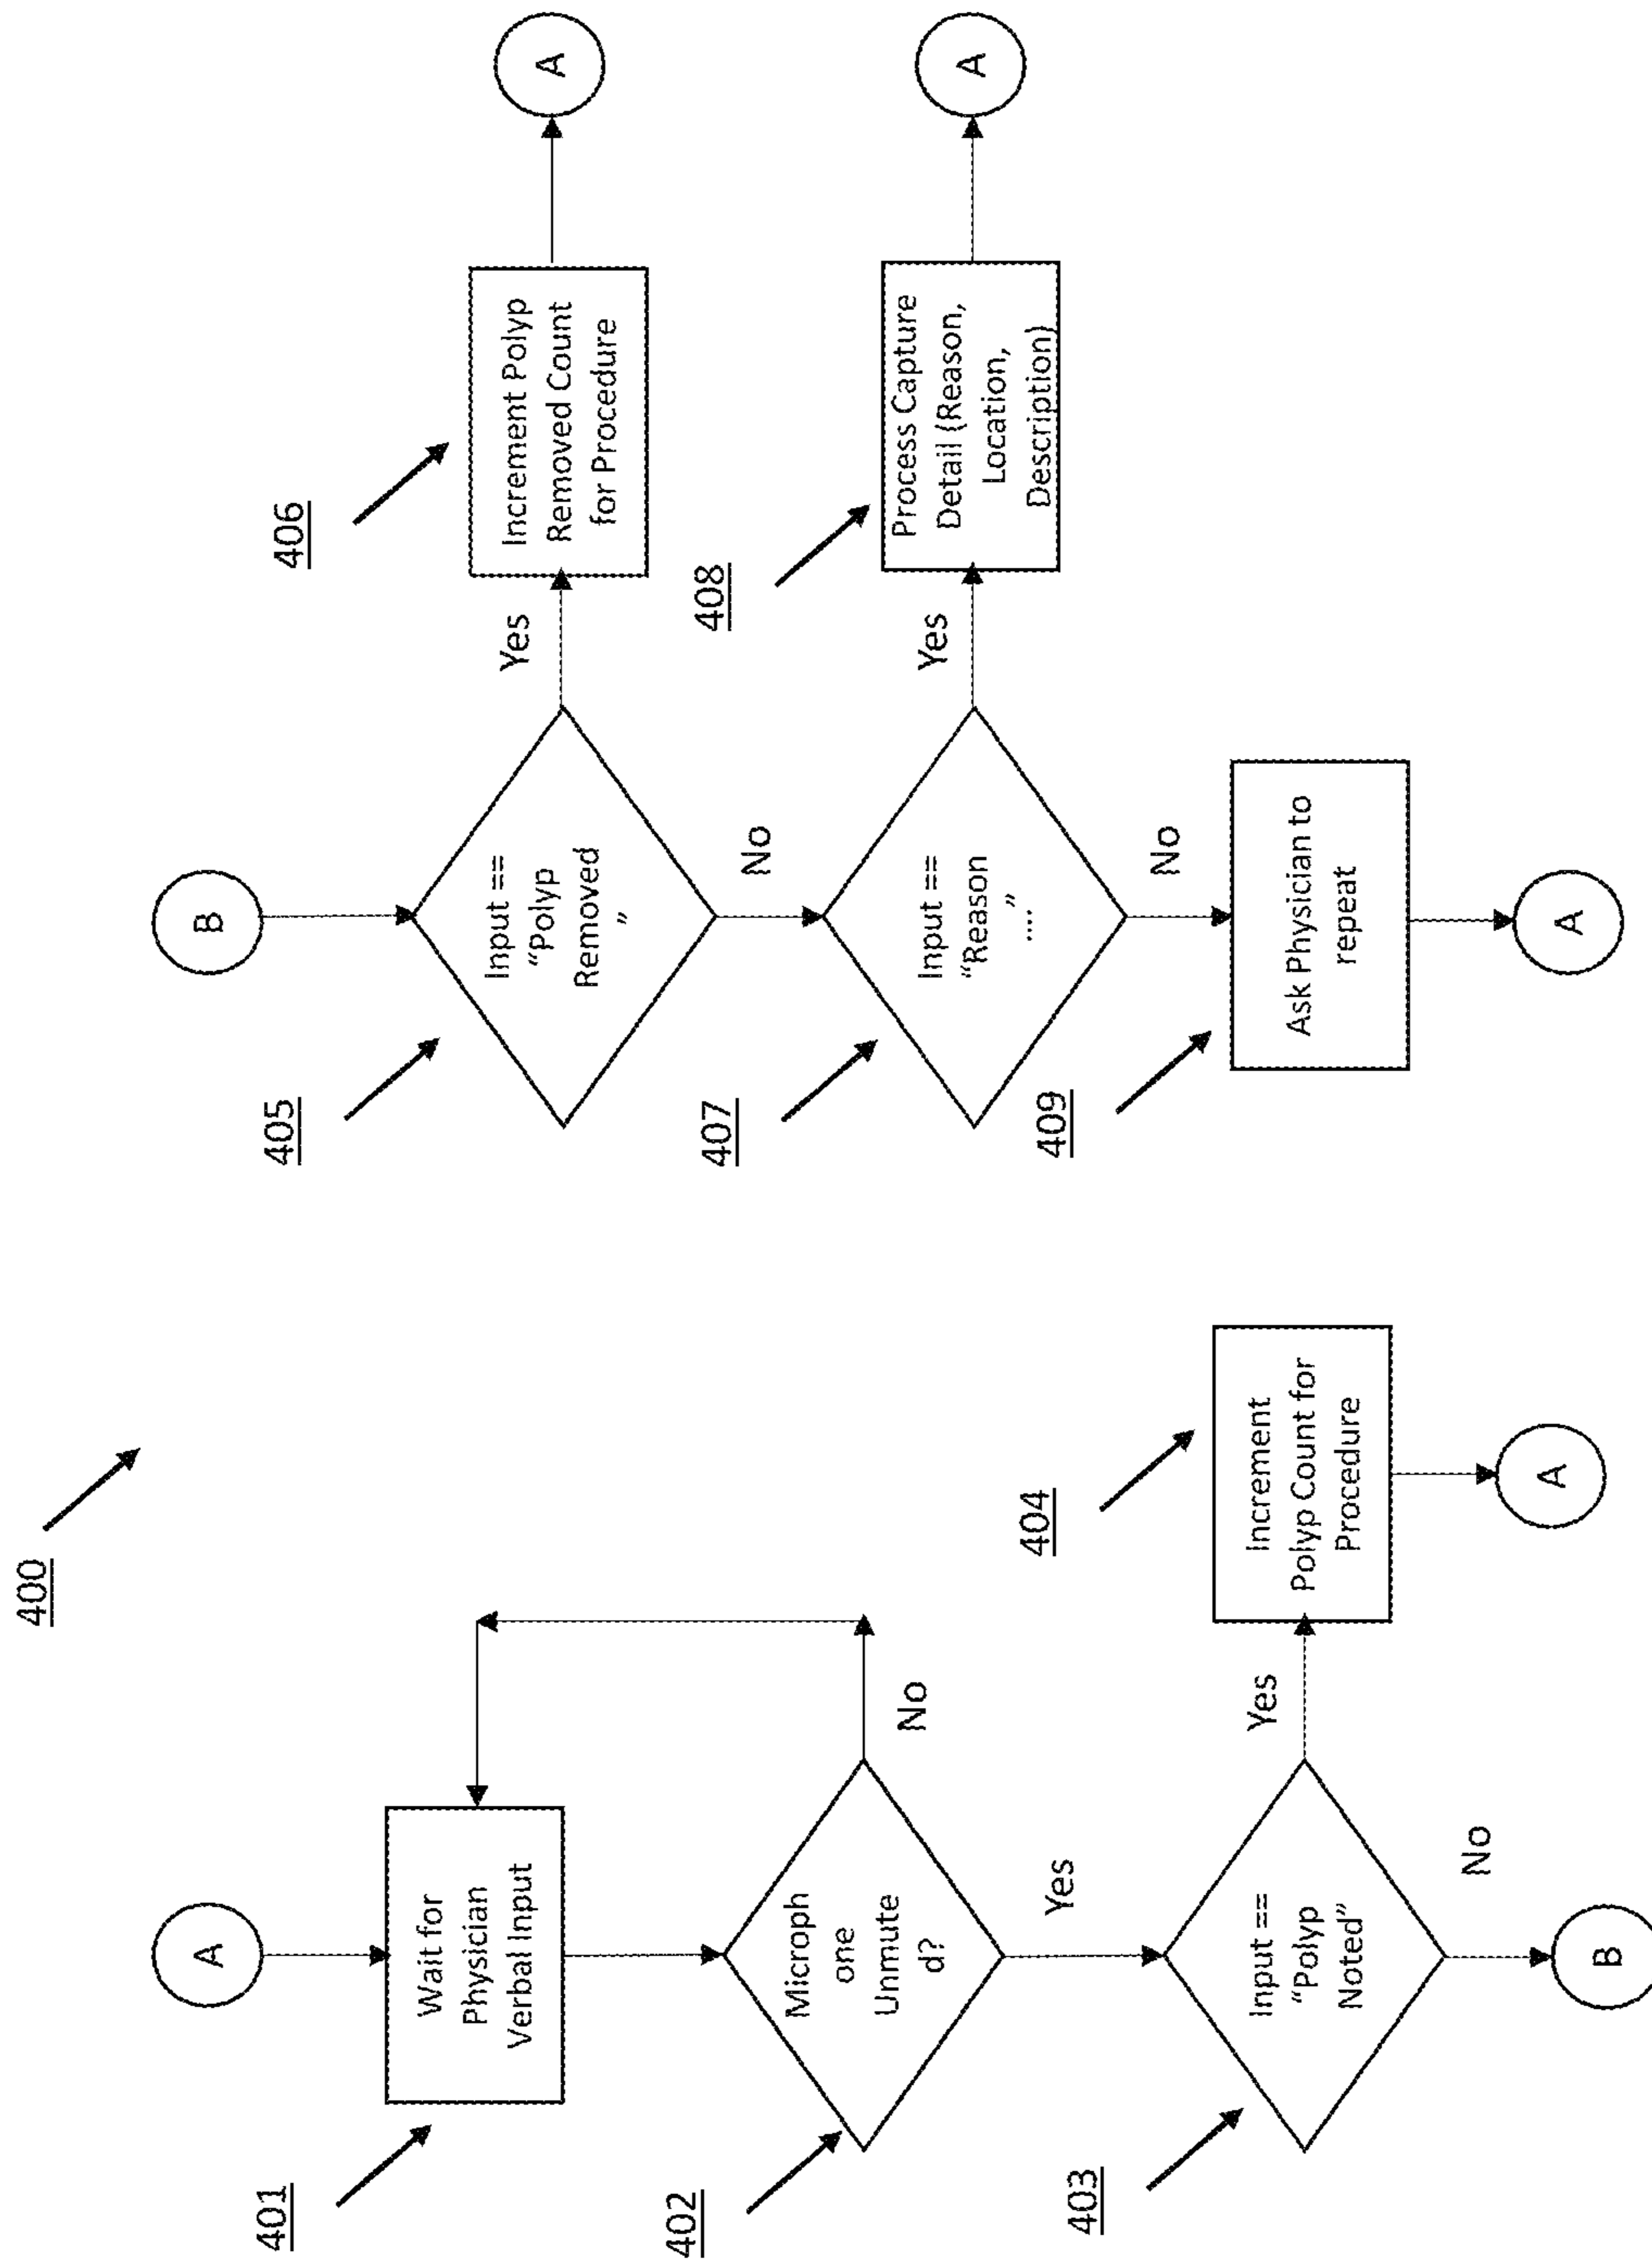 400
A
401
Wait for
Physician
Verbal Input
402
Microph
one
Unmute
d?
No
Yes
403
Input ==
“Polyp
Noted”
Yes
404
Increment
Polyp Count for
Procedure
A
No
B
B
405
Input ==
“Polyp
Removed
”
Yes
406
Increment Polyp
Removed Count
for Procedure
A
No
407
Input ==
“Reason
....”
Yes
408
Process Capture
Detail (Reason,
Location,
Description)
A
No
409
Ask Physician to
repeat
A